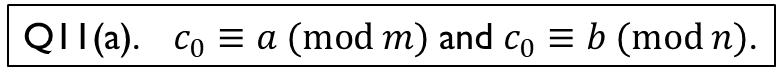 Q11(a). c₀ ≡ a (mod m) and c₀ ≡ b (mod n).